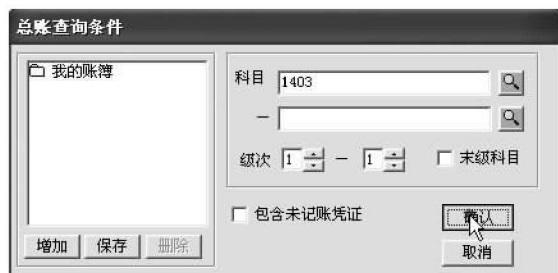 总账查询条件
我的账簿
科目 1403
—
级次 1 — 1 末级科目
包含未记账凭证
增加 保存 删除
确认
取消